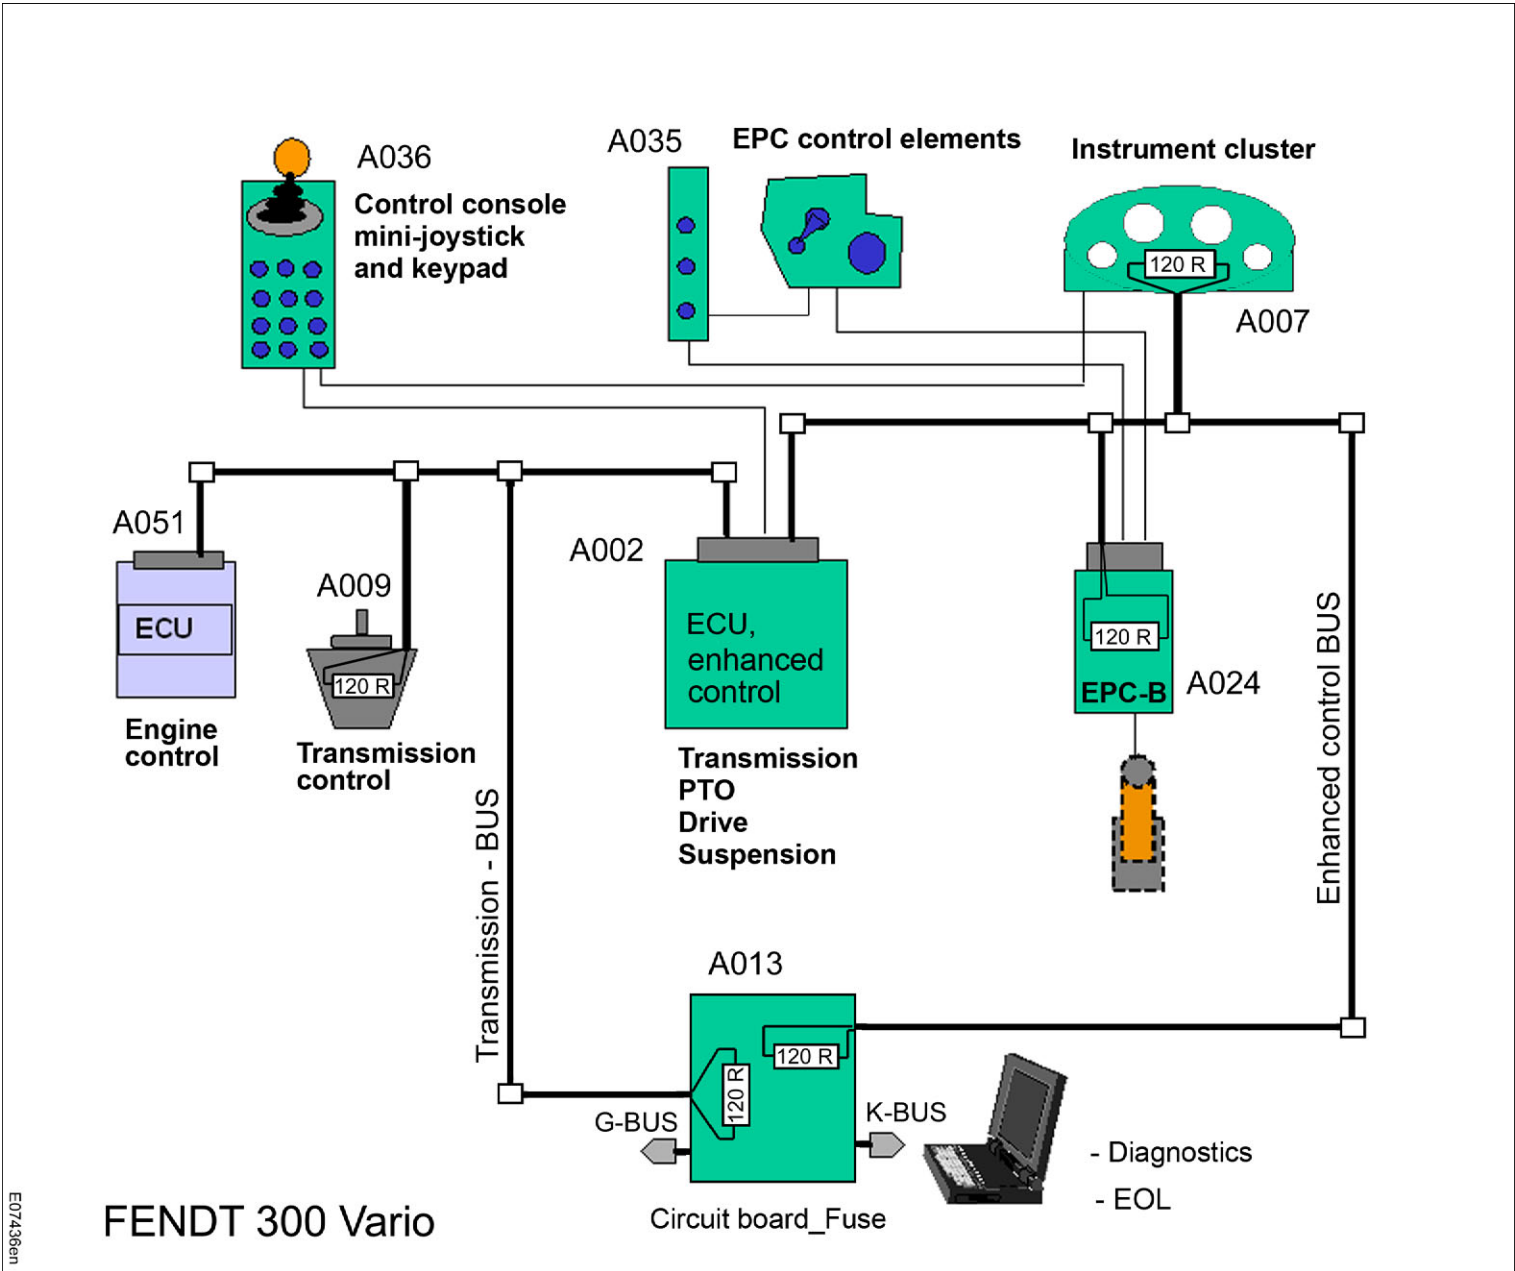 A036
Control console
mini-joystick
and keypad
A035
EPC control elements
Instrument cluster
120 R
A007
A051
ECU
Engine
control
A009
120 R
Transmission
control
A002
ECU,
enhanced
control
Transmission
PTO
Drive
Suspension
120 R
EPC-B
A024
Enhanced control BUS
Transmission - BUS
A013
120 R
120 R
G-BUS
K-BUS
- Diagnostics
- EOL
Circuit board_Fuse
FENDT 300 Vario
E07436en